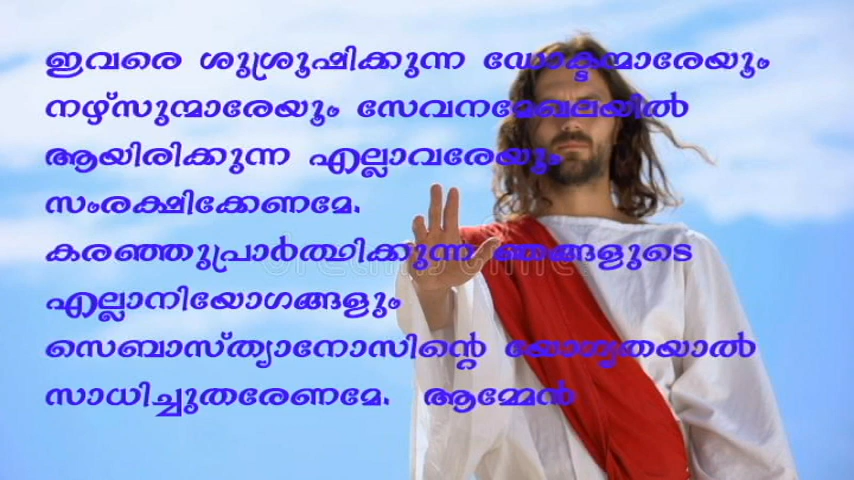 ഇവരെ ശുശ്രൂഷിക്കുന്ന ഡോക്ടന്മാരേയും
നഴ്സുന്മാരേയും സേവനമേഖലയിൽ
ആയിരിക്കുന്ന എല്ലാവരേയും
സംരക്ഷിക്കേണമേ.
കരഞ്ഞുപ്രാർത്ഥിക്കുന്ന ഞങ്ങളുടെ
എല്ലാനിയോഗങ്ങളും
സെബാസ്ത്യാനോസിന്റെ യോഗ്യതയാൽ
സാധിച്ചുതരേണമേ. ആമ്മേൻ